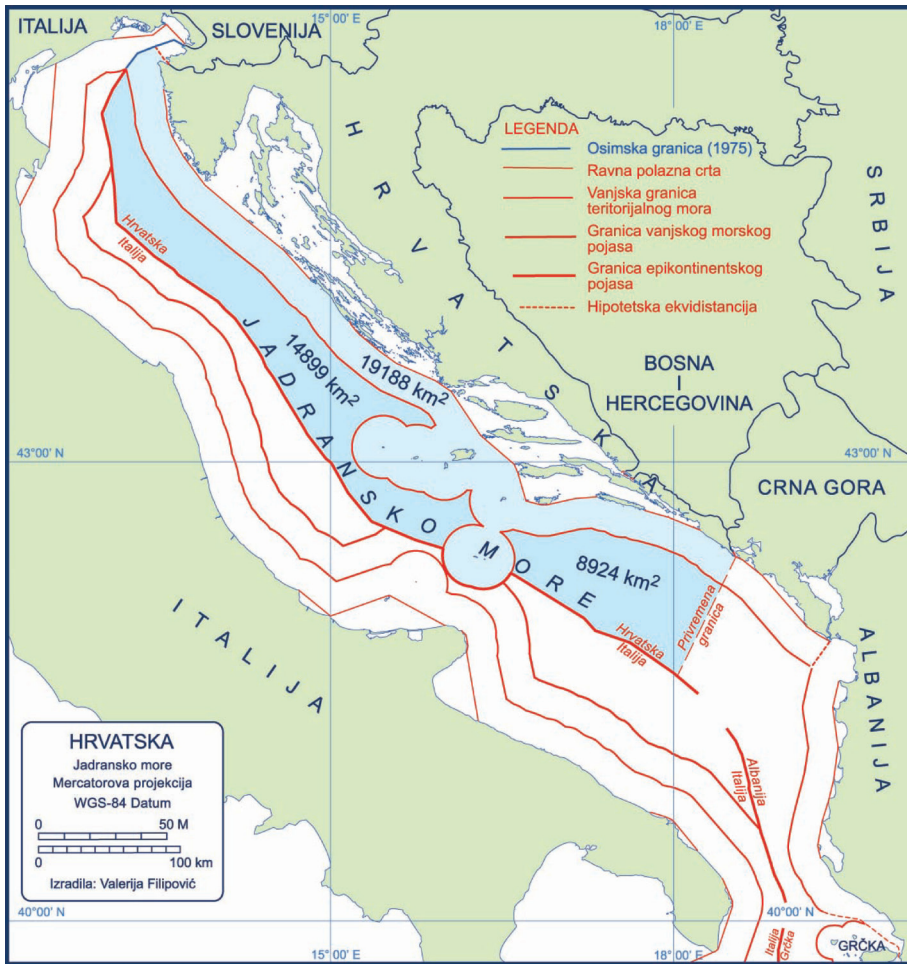 15°00' E
18°00' E
ITALIJA
SLOVENIJA
HRVATSKA
SRBIJA
LEGENDA
Osimska granica (1975)
Ravna polazna crta
Vanjska granica
teritorijalnog mora
Granica vanjskog morskog
pojasa
Granica epikontinentskog
pojasa
Hipotetska ekvidistancija
Hrvatska
Italija
BOSNA
I
HERCEGOVINA
14899 km²
19188 km²
JADRANSKO MORE
43°00' N
43°00' N
CRNA GORA
8924 km²
Privremena
granica
Hrvatska
Italija
ITALIJA
ALBANIJA
Albanija
Italija
HRVATSKA
Jadransko more
Mercatorova projekcija
WGS-84 Datum
0 50 M
0 100 km
Izradila: Valerija Filipović
40°00' N
40°00' N
Italija
Grčka
GRČKA
15°00' E
18°00' E